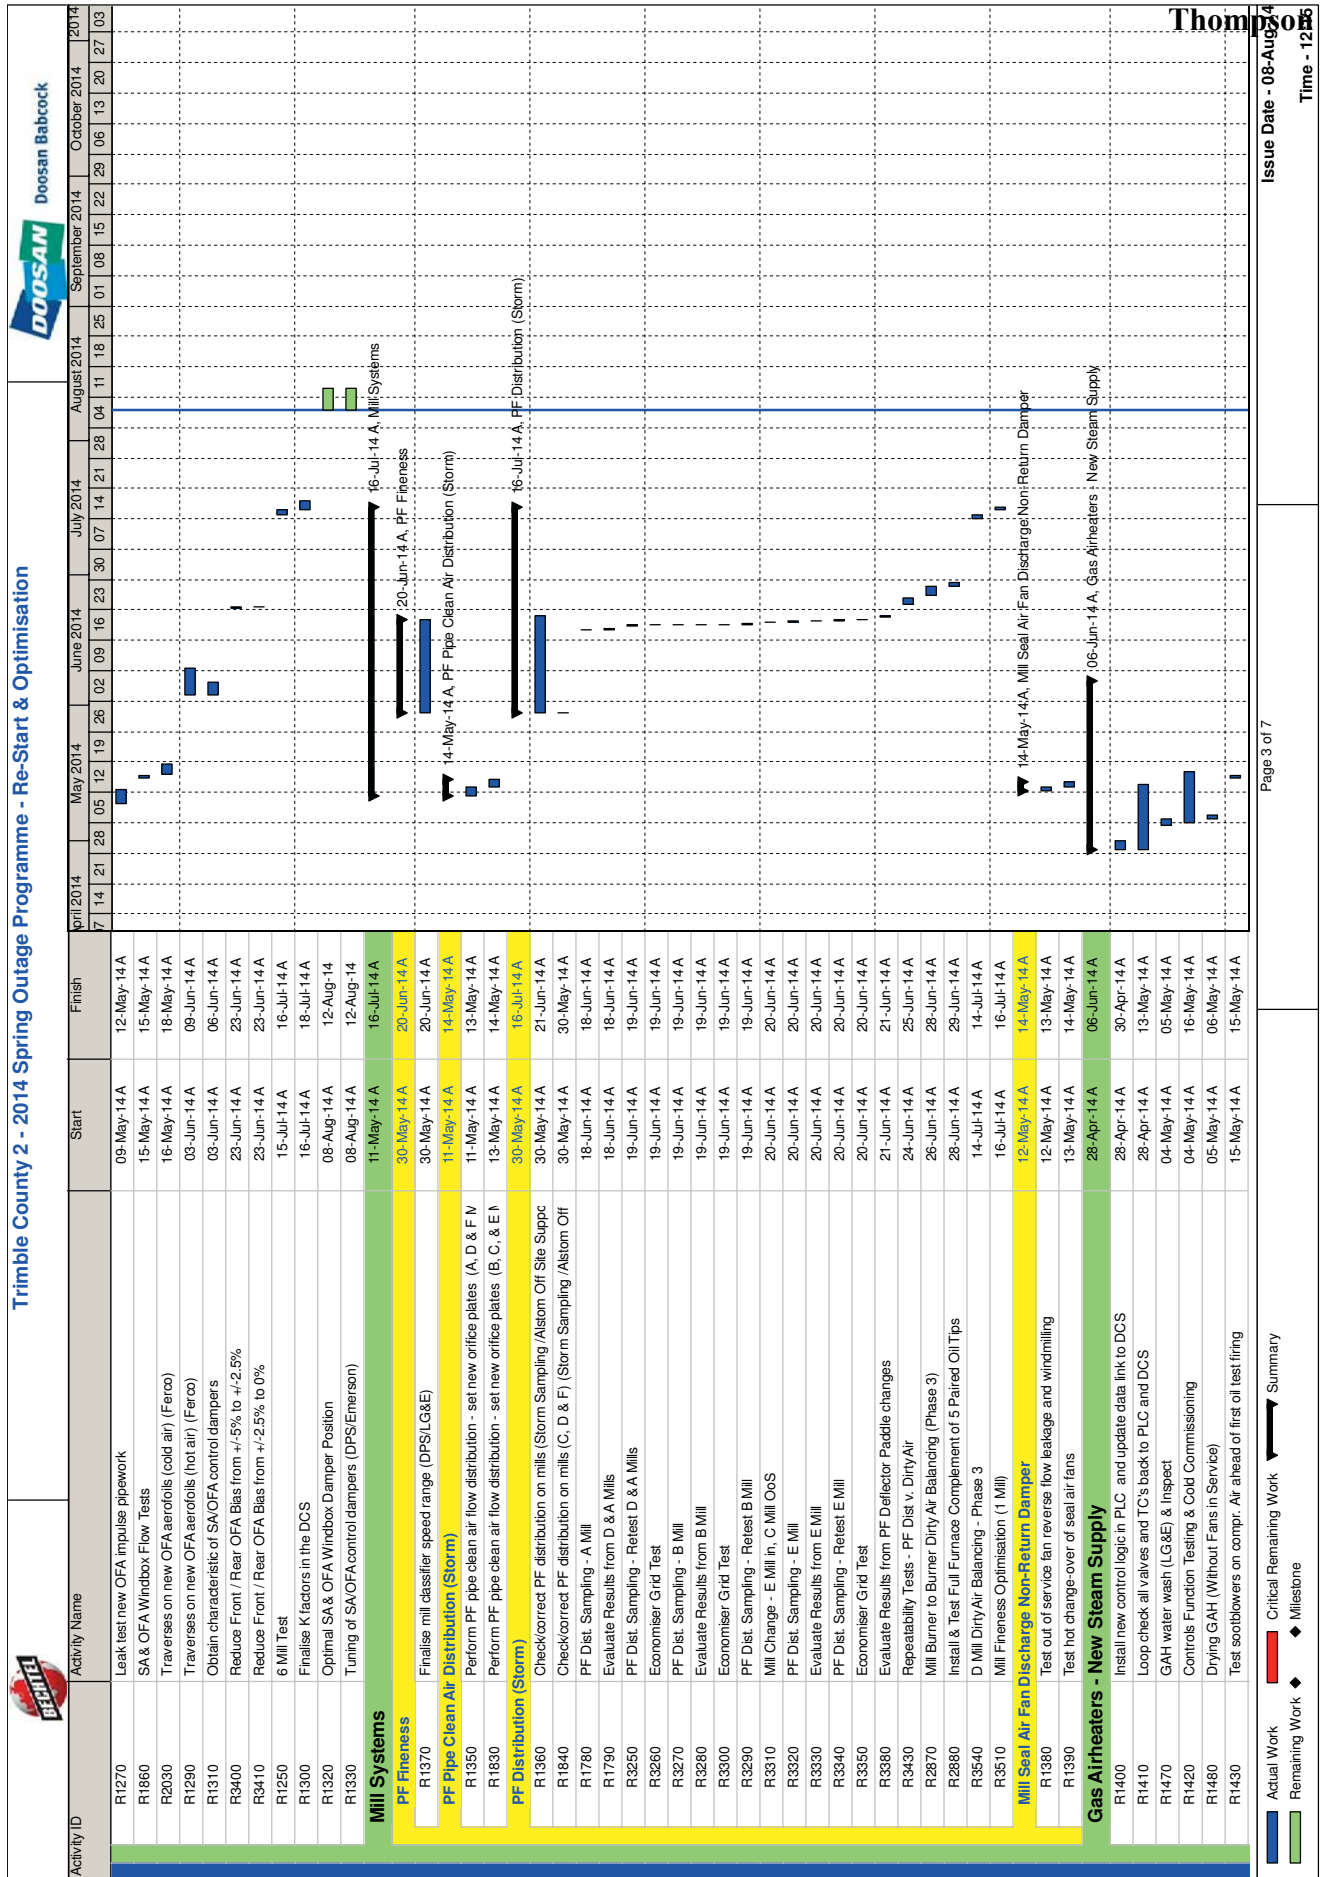 Trimble County 2 - 2014 Spring Outage Programme - Re-Start & Optimisation
BECHTEL
DOOSAN Doosan Babcock
Thompson
Activity ID Activity Name Start Finish
April 2014 May 2014 June 2014 July 2014 August 2014 September 2014 October 2014 2014
7 14 21 28 05 12 19 26 02 09 16 23 30 07 14 21 28 04 11 18 25 01 08 15 22 29 06 13 20 27 03
R1270 Leak test new OFA impulse pipework 09-May-14 A 12-May-14 A
R1860 SA & OFA Windbox Flow Tests 15-May-14 A 15-May-14 A
R2030 Traverses on new OFA aerofoils (cold air) (Ferco) 16-May-14 A 18-May-14 A
R1290 Traverses on new OFA aerofoils (hot air) (Ferco) 03-Jun-14 A 09-Jun-14 A
R1310 Obtain characteristic of SA/OFA control dampers 03-Jun-14 A 06-Jun-14 A
R3400 Reduce Front / Rear OFA Bias from +/-5% to +/-2.5% 23-Jun-14 A 23-Jun-14 A
R3410 Reduce Front / Rear OFA Bias from +/-2.5% to 0% 23-Jun-14 A 23-Jun-14 A
R1250 6 Mill Test 15-Jul-14 A 16-Jul-14 A
R1300 Finalise K factors in the DCS 16-Jul-14 A 18-Jul-14 A
R1320 Optimal SA & OFA Windbox Damper Position 08-Aug-14 A 12-Aug-14
R1330 Tuning of SA/OFA control dampers (DPS/Emerson) 08-Aug-14 A 12-Aug-14
Mill Systems 11-May-14 A 16-Jul-14 A 16-Jul-14 A, Mill Systems
PF Fineness 30-May-14 A 20-Jun-14 A 20-Jun-14 A, PF Fineness
R1370 Finalise mill classifier speed range (DPS/LG&E) 30-May-14 A 20-Jun-14 A
PF Pipe Clean Air Distribution (Storm) 11-May-14 A 14-May-14 A 14-May-14 A, PF Pipe Clean Air Distribution (Storm)
R1350 Perform PF pipe clean air flow distribution - set new orifice plates (A, D & F M 11-May-14 A 13-May-14 A
R1830 Perform PF pipe clean air flow distribution - set new orifice plates (B, C, & E M 13-May-14 A 14-May-14 A
PF Distribution (Storm) 30-May-14 A 16-Jul-14 A 16-Jul-14 A, PF Distribution (Storm)
R1360 Check/correct PF distribution on mills (Storm Sampling /Alstom Off Site Suppo 30-May-14 A 21-Jun-14 A
R1840 Check/correct PF distribution on mills (C, D & F) (Storm Sampling /Alstom Off 30-May-14 A 30-May-14 A
R1780 PF Dist. Sampling - A Mill 18-Jun-14 A 18-Jun-14 A
R1790 Evaluate Results from D & A Mills 18-Jun-14 A 18-Jun-14 A
R3250 PF Dist. Sampling - Retest D & A Mills 19-Jun-14 A 19-Jun-14 A
R3260 Economiser Grid Test 19-Jun-14 A 19-Jun-14 A
R3270 PF Dist. Sampling - B Mill 19-Jun-14 A 19-Jun-14 A
R3280 Evaluate Results from B Mill 19-Jun-14 A 19-Jun-14 A
R3300 Economiser Grid Test 19-Jun-14 A 19-Jun-14 A
R3290 PF Dist. Sampling - Retest B Mill 19-Jun-14 A 19-Jun-14 A
R3310 Mill Change - E Mill in, C Mill OoS 20-Jun-14 A 20-Jun-14 A
R3320 PF Dist. Sampling - E Mill 20-Jun-14 A 20-Jun-14 A
R3330 Evaluate Results from E Mill 20-Jun-14 A 20-Jun-14 A
R3340 PF Dist. Sampling - Retest E Mill 20-Jun-14 A 20-Jun-14 A
R3350 Economiser Grid Test 20-Jun-14 A 20-Jun-14 A
R3380 Evaluate Results from PF Deflector Paddle changes 21-Jun-14 A 21-Jun-14 A
R3430 Repeatability Tests - PF Dist v. Dirty Air 24-Jun-14 A 25-Jun-14 A
R2870 Mill Burner to Burner Dirty Air Balancing (Phase 3) 26-Jun-14 A 28-Jun-14 A
R2880 Install & Test Full Furnace Complement of 5 Paired Oil Tips 28-Jun-14 A 29-Jun-14 A
R3540 D Mill Dirty Air Balancing - Phase 3 14-Jul-14 A 14-Jul-14 A
R3510 Mill Fineness Optimisation (1 Mill) 16-Jul-14 A 16-Jul-14 A
Mill Seal Air Fan Discharge Non-Return Damper 12-May-14 A 14-May-14 A 14-May-14 A, Mill Seal Air Fan Discharge Non-Return Damper
R1380 Test out of service fan reverse flow leakage and windmilling 12-May-14 A 13-May-14 A
R1390 Test hot change-over of seal air fans 13-May-14 A 14-May-14 A
Gas Airheaters - New Steam Supply 28-Apr-14 A 06-Jun-14 A 06-Jun-14 A, Gas Airheaters - New Steam Supply
R1400 Install new control logic in PLC and update data link to DCS 28-Apr-14 A 30-Apr-14 A
R1410 Loop check all valves and TC's back to PLC and DCS 28-Apr-14 A 13-May-14 A
R1470 GAH water wash (LG&E) & Inspect 04-May-14 A 05-May-14 A
R1420 Controls Function Testing & Cold Commissioning 04-May-14 A 16-May-14 A
R1480 Drying GAH (Without Fans in Service) 05-May-14 A 06-May-14 A
R1430 Test sootblowers on compr. Air ahead of first oil test firing 15-May-14 A 15-May-14 A
Actual Work Critical Remaining Work Summary
Remaining Work Milestone
Page 3 of 7
Issue Date - 08-Aug-14
Time - 12: